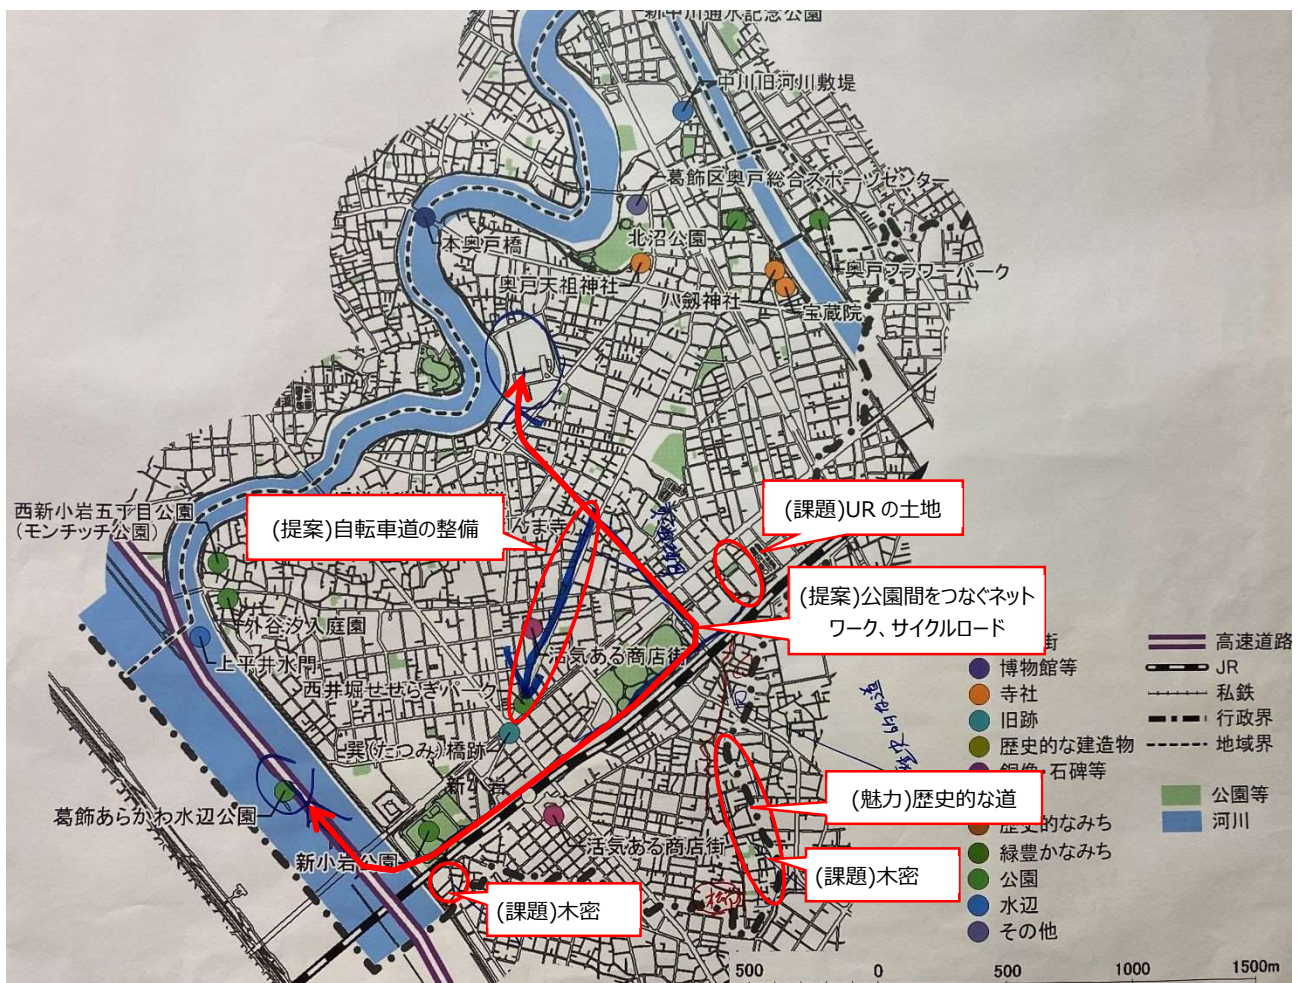 新中川通水記念公園
中川旧河川敷堤
葛飾区奥戸総合スポーツセンター
本奥戸橋
北沼公園
奥戸天祖神社
八劔神社
奥戸フラワーパーク
宝蔵院
西新小岩五丁目公園
(モンチッチ公園)
(提案)自転車道の整備
んま寺
(課題)URの土地
(提案)公園間をつなぐネット
ワーク、サイクルロード
外谷汐入庭園
上平井水門
活気ある商店街
西井堀せせらぎパーク
巽(たつみ)橋跡
新小岩
葛飾あらかわ水辺公園
新小岩公園
活気ある商店街
(魅力)歴史的な道
(課題)木密
(課題)木密
街
博物館等
寺社
旧跡
歴史的な建造物
銅像・石碑等
歴史的なみち
緑豊かなみち
公園
水辺
その他
高速道路
JR
私鉄
行政界
地域界
公園等
河川
500
0
500
1000
1500m